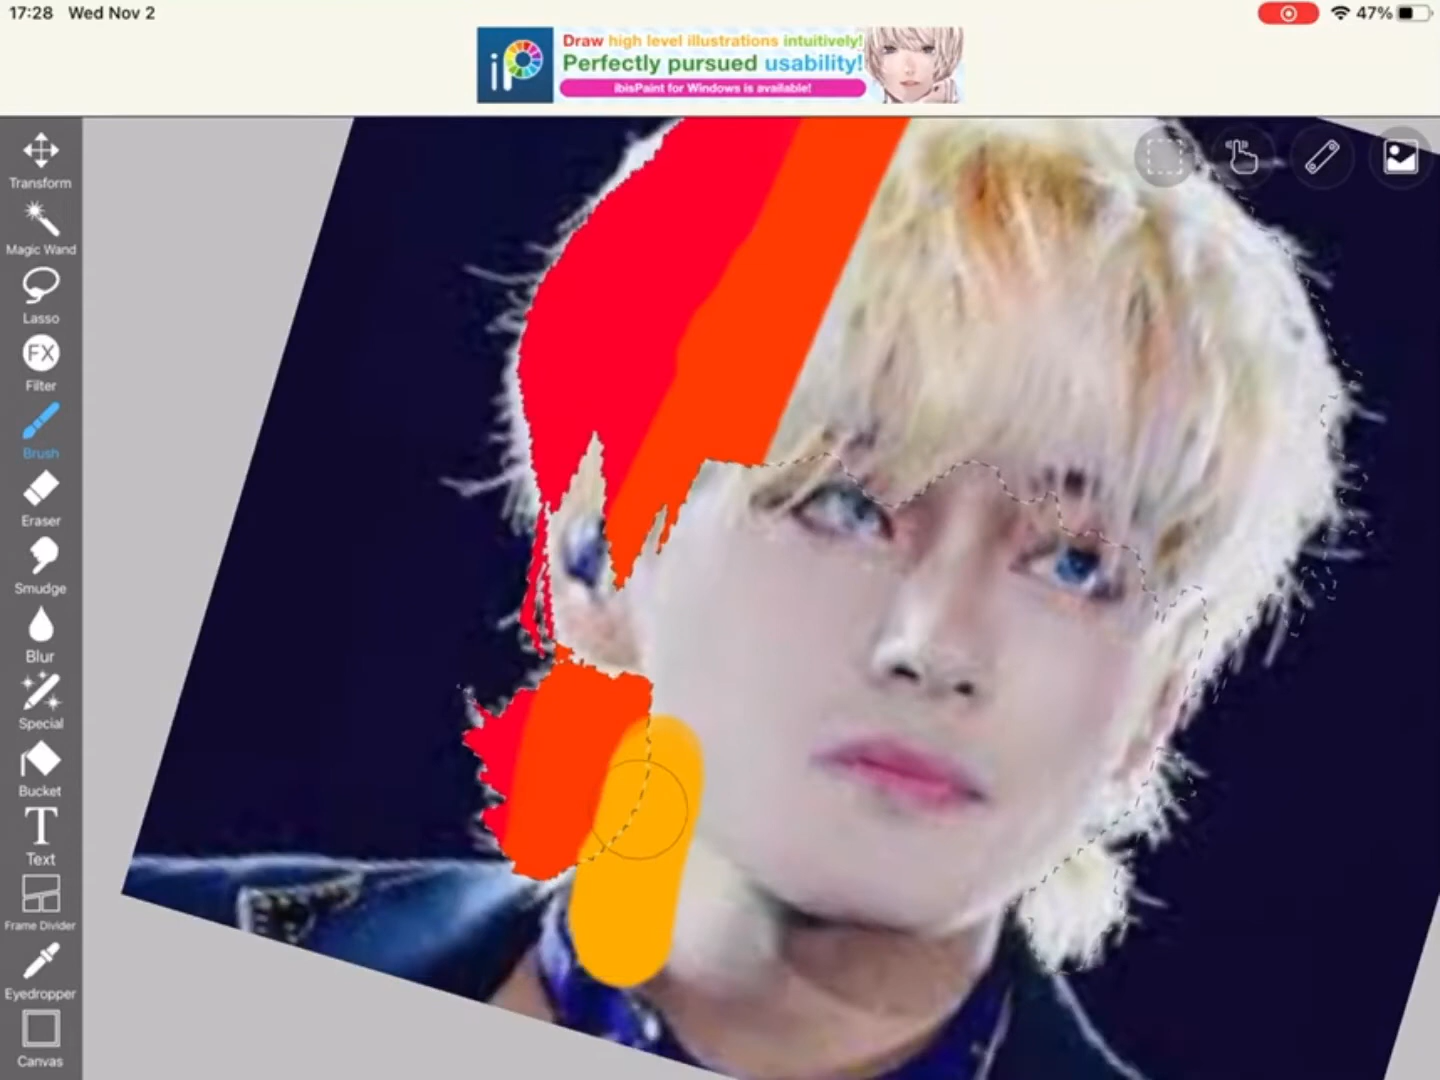 17:28 Wed Nov 2
47%
iP
Draw high level illustrations intuitively!
Perfectly pursued usability!
ibisPaint for Windows is available!
Transform
Magic Wand
Lasso
FX
Filter
Brush
Eraser
Smudge
Blur
Special
Bucket
T
Text
Frame Divider
Eyedropper
Canvas